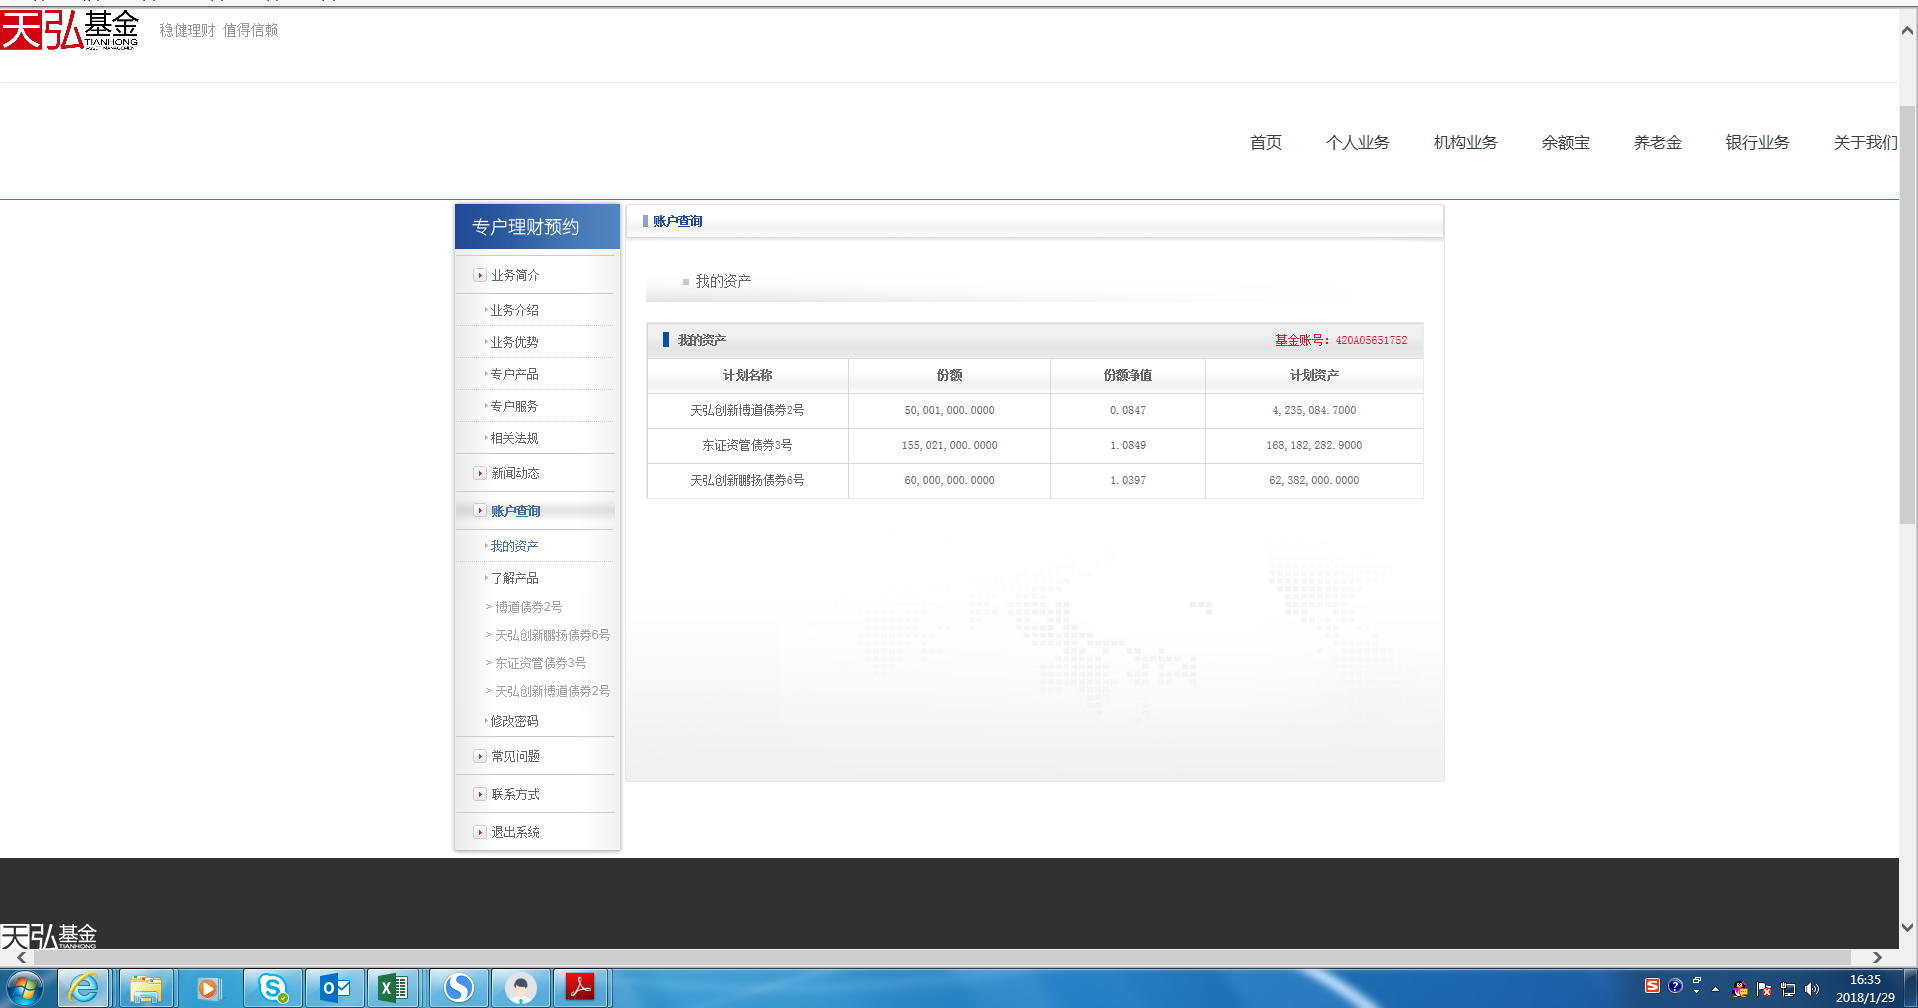 天弘基金 稳健理财 值得信赖
TIANHONG
ASSET MANAGEMENT
首页 个人业务 机构业务 余额宝 养老金 银行业务 关于我们
专户理财预约
业务简介
业务介绍
业务优势
专户产品
专户服务
相关法规
新闻动态
账户查询
我的资产
了解产品
> 博道债券2号
> 天弘创新鹏扬债券6号
> 东证资管债券3号
> 天弘创新博道债券2号
修改密码
常见问题
联系方式
退出系统
账户查询
我的资产
我的资产 基金账号：420A05651752
计划名称 份额 份额净值 计划资产
天弘创新博道债券2号 50,001,000.0000 0.0847 4,235,084.7000
东证资管债券3号 155,021,000.0000 1.0849 168,182,282.9000
天弘创新鹏扬债券6号 60,000,000.0000 1.0397 62,382,000.0000
天弘基金
TIANHONG
16:35
2018/1/29